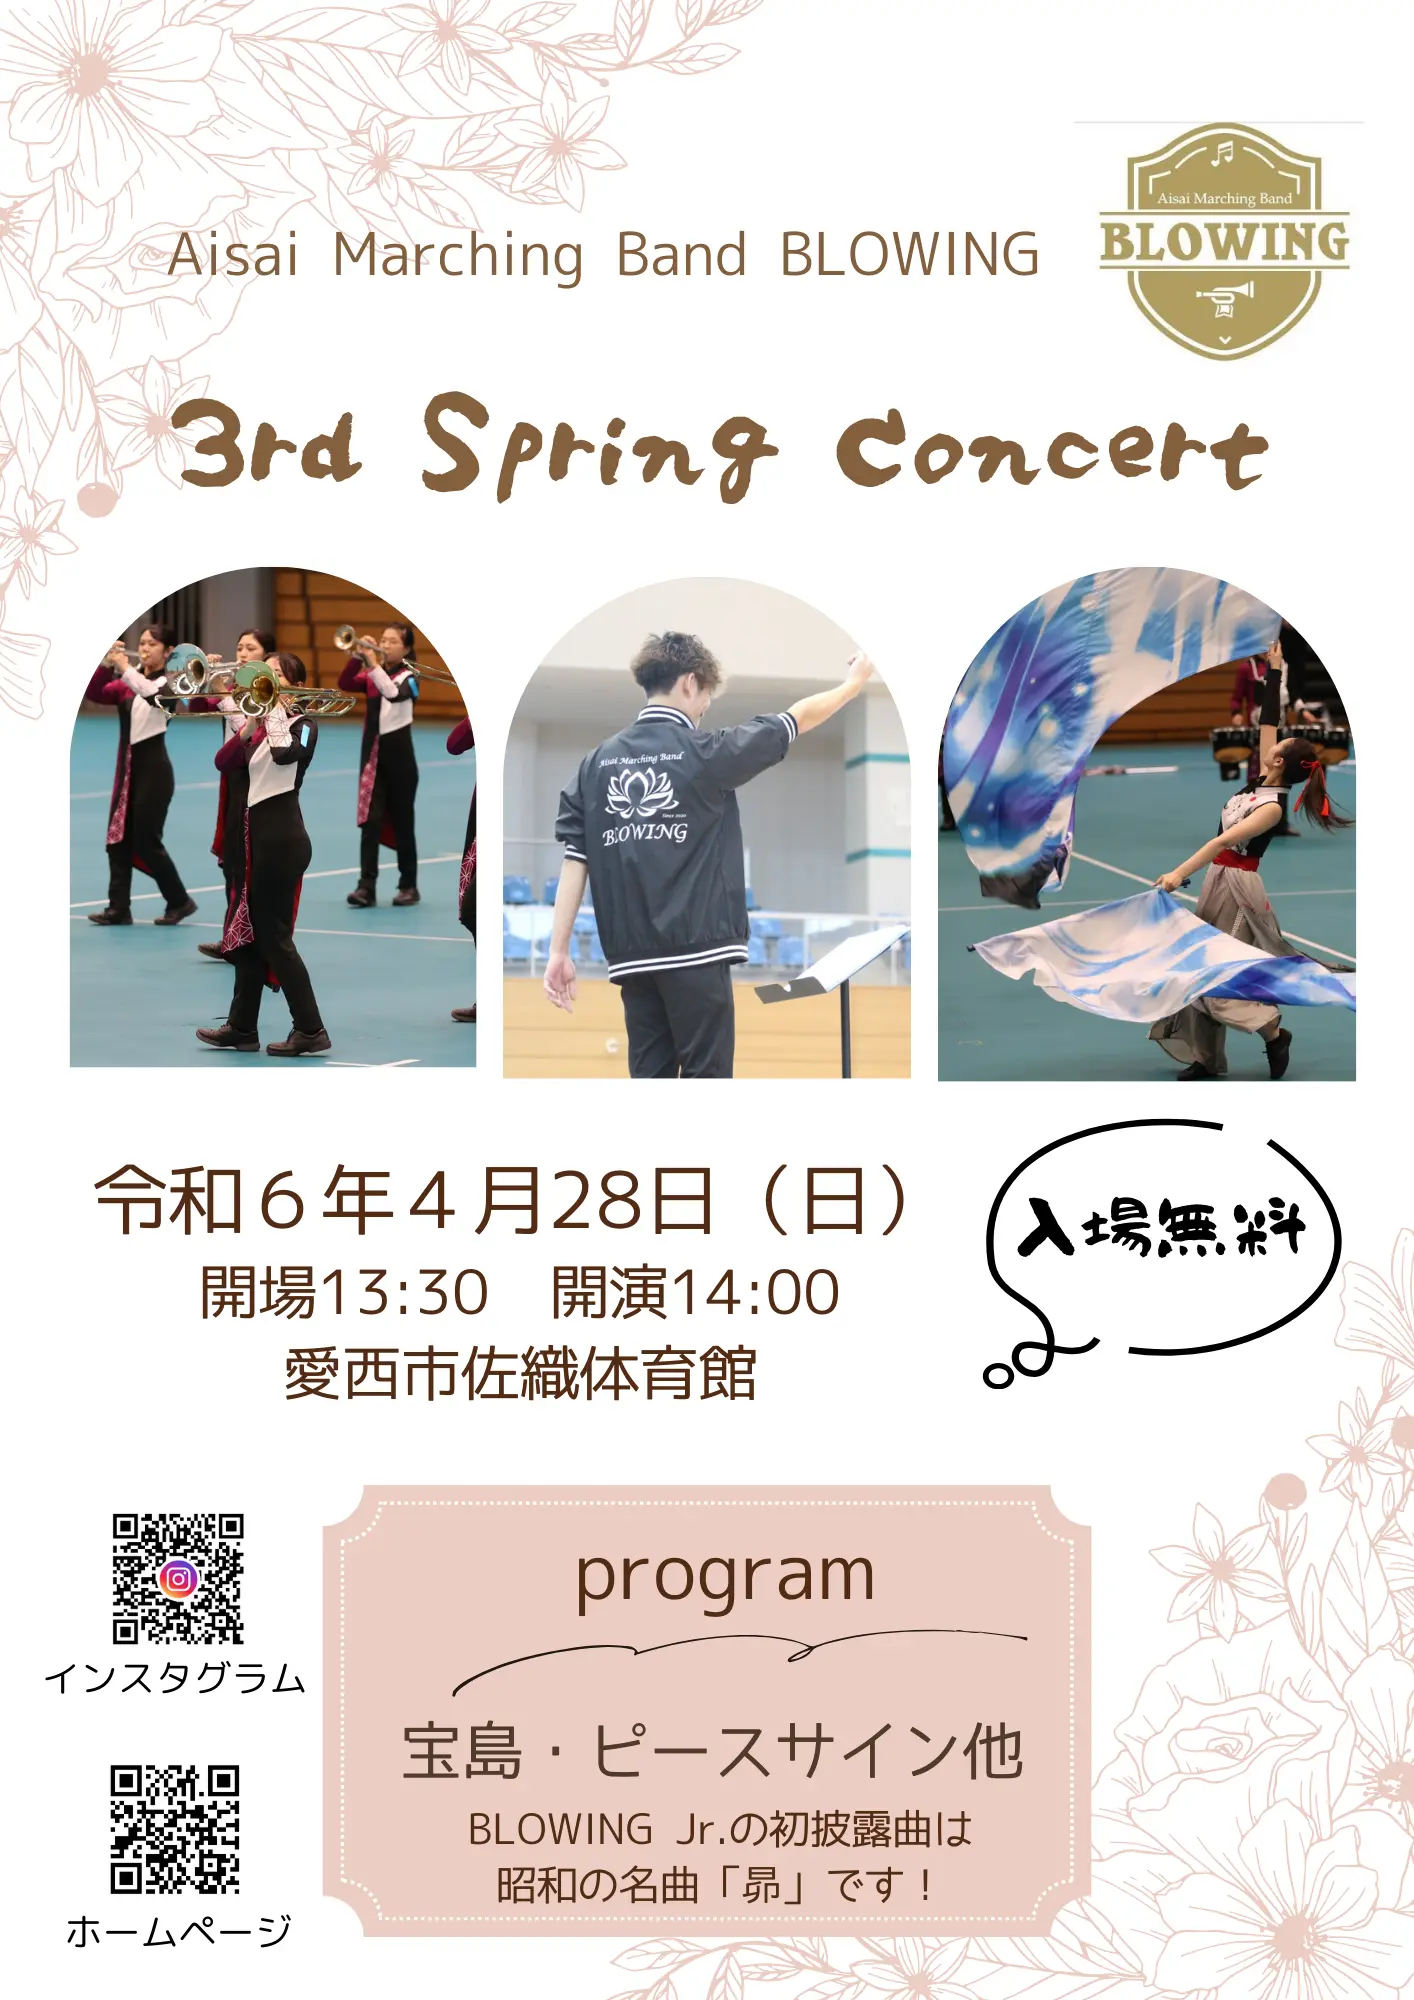 Aisai Marching Band
BLOWING
Aisai Marching Band BLOWING
3rd Spring Concert
Aisai Marching Band
Since 2020
BLOWING
令和６年４月28日（日）
開場13:30　開演14:00
愛西市佐織体育館
入場無料
インスタグラム
ホームページ
program
宝島・ピースサイン他
BLOWING Jr.の初披露曲は
昭和の名曲「昴」です！